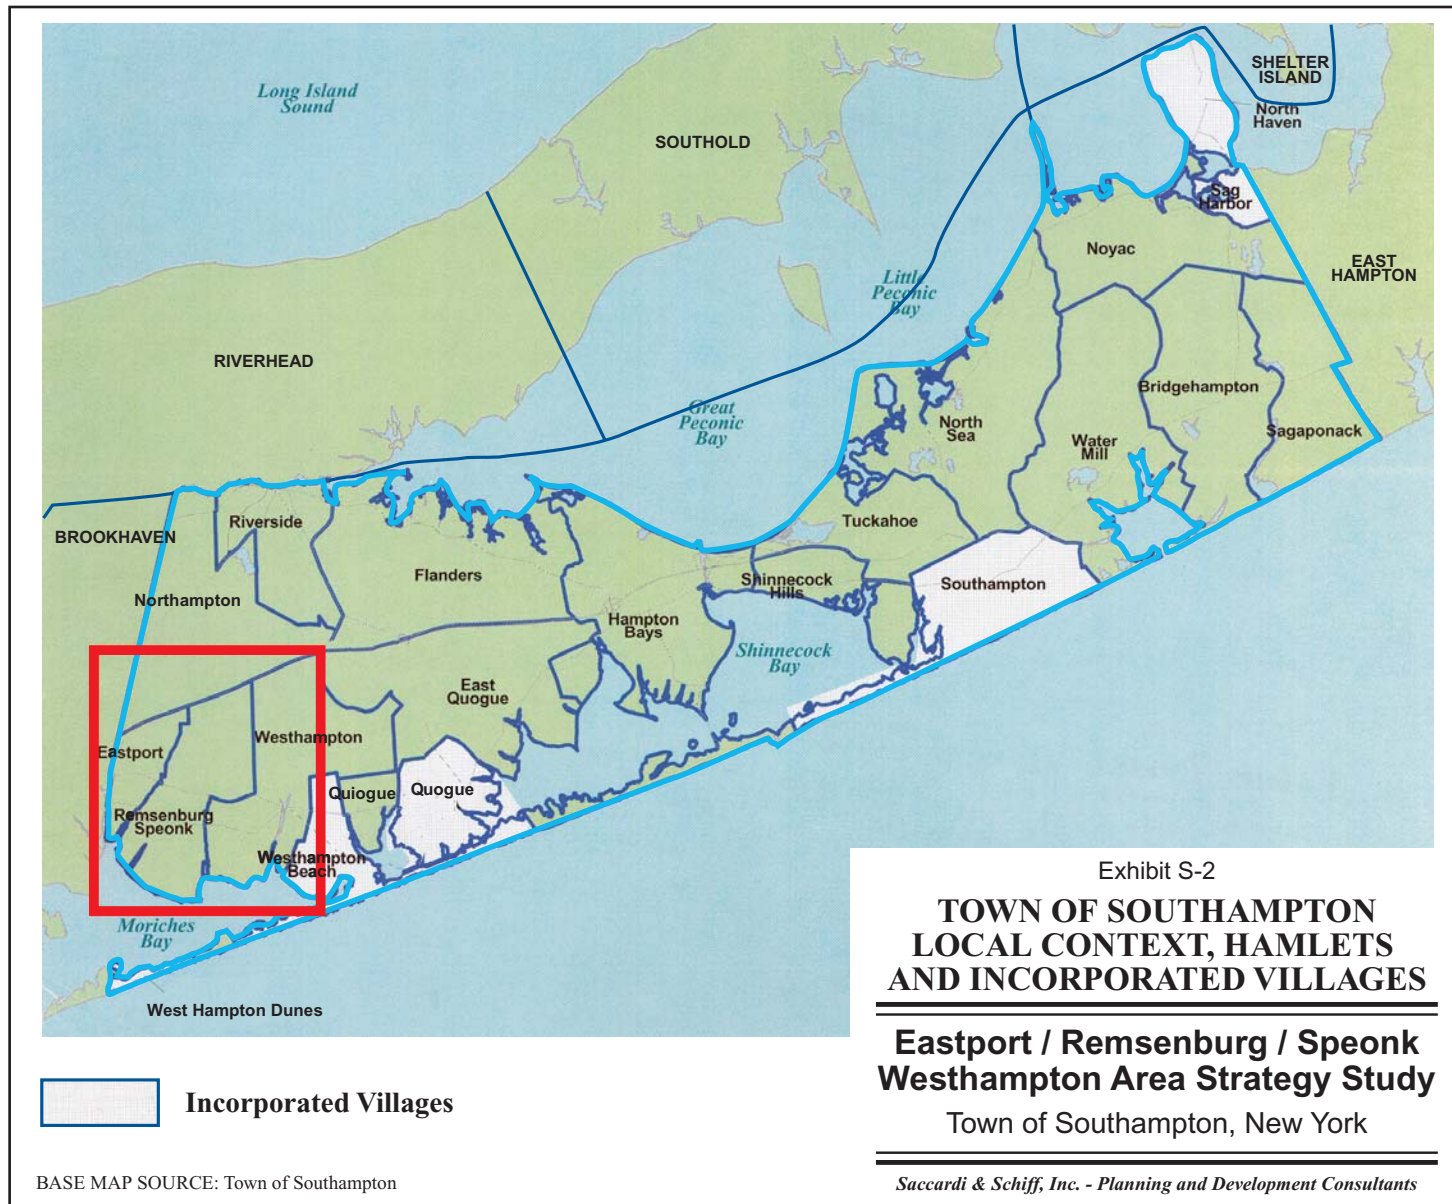 Long Island
Sound
SOUTHOLD
SHELTER
ISLAND
North
Haven
Sag
Harbor
Noyac
EAST
HAMPTON
Little
Peconic
Bay
RIVERHEAD
Great
Peconic
Bay
North
Sea
Water
Mill
Bridgehampton
Sagaponack
BROOKHAVEN
Riverside
Tuckahoe
Flanders
Shinnecock
Hills
Southampton
Northampton
Hampton
Bays
Shinnecock
Bay
East
Quogue
Westhampton
Eastport
Quiogue
Quogue
Remsenburg
Speonk
Westhampton
Beach
Moriches
Bay
West Hampton Dunes
Exhibit S-2
TOWN OF SOUTHAMPTON
LOCAL CONTEXT, HAMLETS
AND INCORPORATED VILLAGES
Eastport / Remsenburg / Speonk
Westhampton Area Strategy Study
Town of Southampton, New York
Saccardi & Schiff, Inc. - Planning and Development Consultants
Incorporated Villages
BASE MAP SOURCE: Town of Southampton